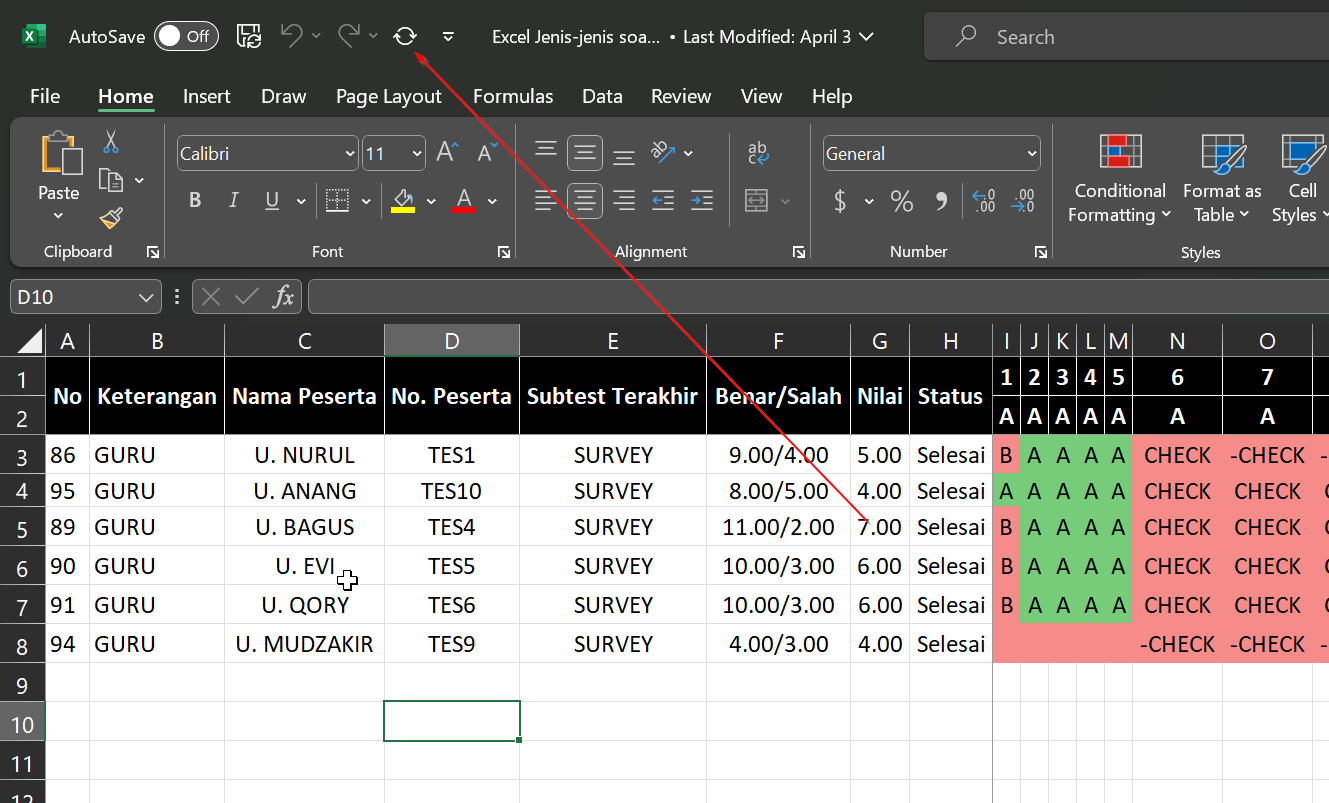 AutoSave Off Excel Jenis-jenis soa... • Last Modified: April 3 Search
File Home Insert Draw Page Layout Formulas Data Review View Help
Paste
Clipboard
Calibri 11
B I U A
Font
ab
Alignment
General
$ % 9 .00 .00
Number
Conditional Formatting
Format as Table
Cell Styles
Styles
D10 fx
A B C D E F G H I J K L M N O
1 No Keterangan Nama Peserta No. Peserta Subtest Terakhir Benar/Salah Nilai Status 1 2 3 4 5 6 7
2 A A A A A A A
3 86 GURU U. NURUL TES1 SURVEY 9.00/4.00 5.00 Selesai B A A A A CHECK -CHECK -
4 95 GURU U. ANANG TES10 SURVEY 8.00/5.00 4.00 Selesai A A A A A CHECK CHECK
5 89 GURU U. BAGUS TES4 SURVEY 11.00/2.00 7.00 Selesai B A A A A CHECK CHECK
6 90 GURU U. EVI TES5 SURVEY 10.00/3.00 6.00 Selesai B A A A A CHECK CHECK
7 91 GURU U. QORY TES6 SURVEY 10.00/3.00 6.00 Selesai B A A A A CHECK CHECK
8 94 GURU U. MUDZAKIR TES9 SURVEY 4.00/3.00 4.00 Selesai -CHECK -CHECK -
9
10
11
12